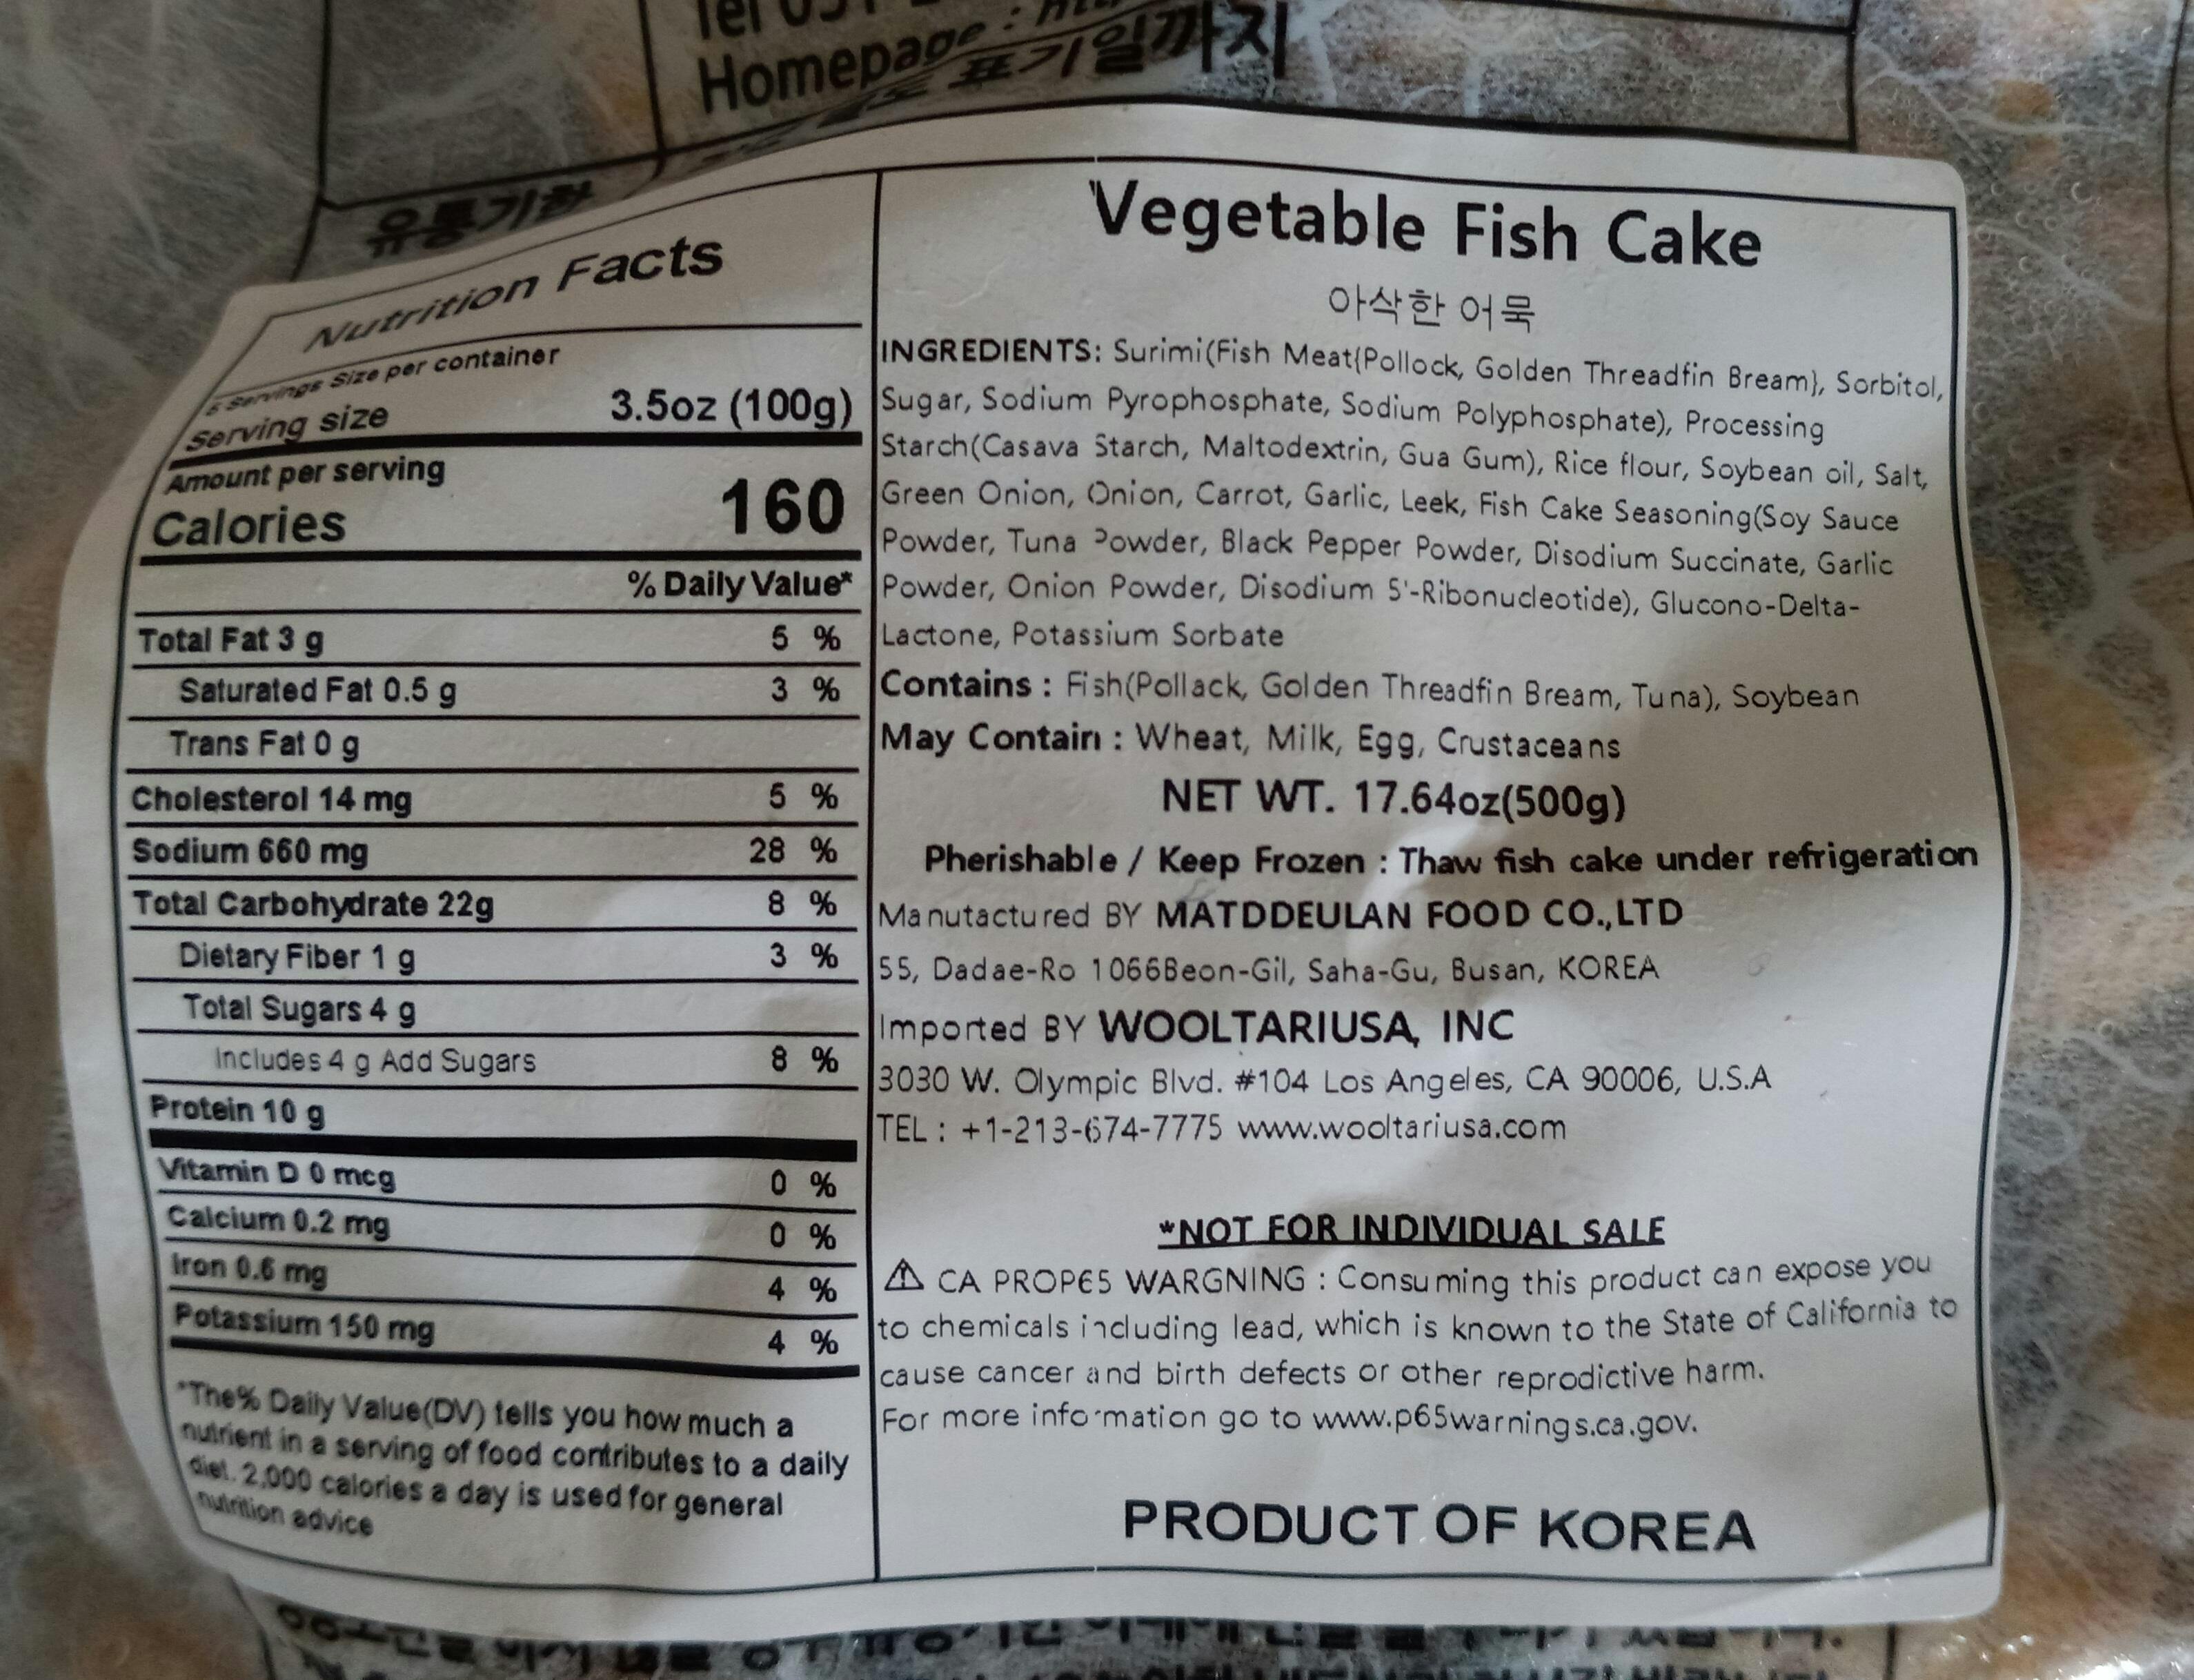 Homepage :
표기일까지
유통기한
Nutrition Facts
5 Servings Size per container
Serving size 3.5oz (100g)
Amount per serving
Calories 160
% Daily Value*
Total Fat 3 g 5 %
Saturated Fat 0.5 g 3 %
Trans Fat 0 g
Cholesterol 14 mg 5 %
Sodium 660 mg 28 %
Total Carbohydrate 22g 8 %
Dietary Fiber 1 g 3 %
Total Sugars 4 g
Includes 4 g Add Sugars 8 %
Protein 10 g
Vitamin D 0 mcg 0 %
Calcium 0.2 mg 0 %
Iron 0.6 mg 4 %
Potassium 150 mg 4 %
*The% Daily Value(DV) tells you how much a
nutrient in a serving of food contributes to a daily
diet. 2,000 calories a day is used for general
nutrition advice
Vegetable Fish Cake
아삭한 어묵
INGREDIENTS: Surimi(Fish Meat{Pollock, Golden Threadfin Bream}, Sorbitol,
Sugar, Sodium Pyrophosphate, Sodium Polyphosphate), Processing
Starch(Casava Starch, Maltodextrin, Gua Gum), Rice flour, Soybean oil, Salt,
Green Onion, Onion, Carrot, Garlic, Leek, Fish Cake Seasoning(Soy Sauce
Powder, Tuna Powder, Black Pepper Powder, Disodium Succinate, Garlic
Powder, Onion Powder, Disodium 5'-Ribonucleotide), Glucono-Delta-
Lactone, Potassium Sorbate
Contains : Fish(Pollack, Golden Threadfin Bream, Tuna), Soybean
May Contain : Wheat, Milk, Egg, Crustaceans
NET WT. 17.64oz(500g)
Pherishable / Keep Frozen : Thaw fish cake under refrigeration
Manutactured BY MATDDEULAN FOOD CO.,LTD
55, Dadae-Ro 1066Beon-Gil, Saha-Gu, Busan, KOREA
Imported BY WOOLTARIUSA, INC
3030 W. Olympic Blvd. #104 Los Angeles, CA 90006, U.S.A
TEL : +1-213-674-7775 www.wooltariusa.com
*NOT FOR INDIVIDUAL SALE
⚠ CA PROP65 WARGNING : Consuming this product can expose you
to chemicals including lead, which is known to the State of California to
cause cancer and birth defects or other reprodictive harm.
For more information go to www.p65warnings.ca.gov.
PRODUCT OF KOREA